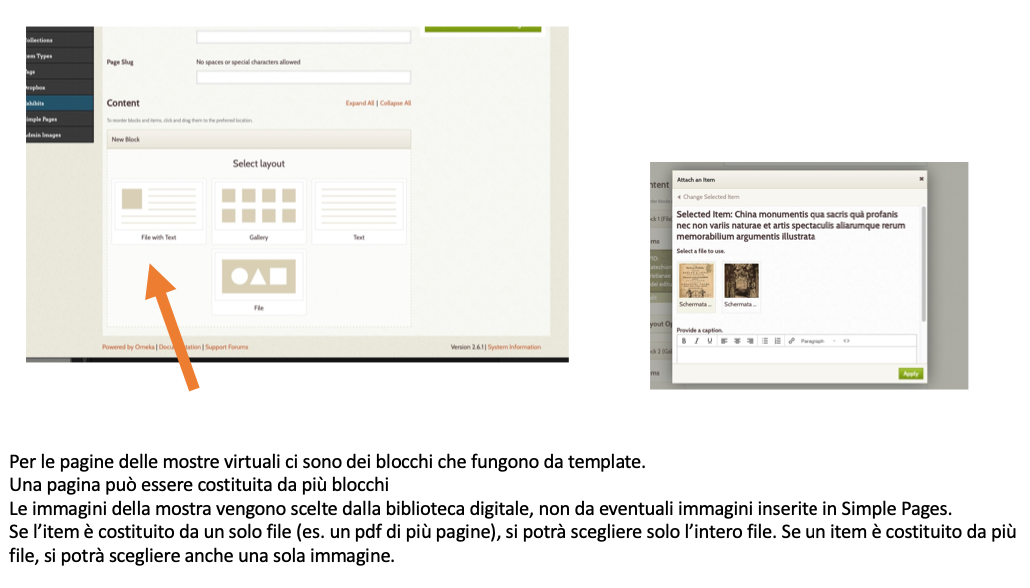 ollections
em Types
ags
ropbox
xhibits
imple Pages
dmin Images
Page Slug
No spaces or special characters allowed
Content
Expand All | Collapse All
To reorder blocks and items, click and drag them to the preferred location.
New Block
Select layout
File with Text
Gallery
Text
File
Powered by Omeka | Docu tation | Support Forums
Version 2.6.1 | System Information
Attach an Item
Change Selected Item
Selected Item: China monumentis qua sacris quà profanis
nec non variis naturae et artis spectaculis aliarumque rerum
memorabilium argumentis illustrata
Select a file to use.
Schermata ...
Schermata ...
Provide a caption.
B I U
Paragraph
Apply
Per le pagine delle mostre virtuali ci sono dei blocchi che fungono da template.
Una pagina può essere costituita da più blocchi
Le immagini della mostra vengono scelte dalla biblioteca digitale, non da eventuali immagini inserite in Simple Pages.
Se l’item è costituito da un solo file (es. un pdf di più pagine), si potrà scegliere solo l’intero file. Se un item è costituito da più
file, si potrà scegliere anche una sola immagine.